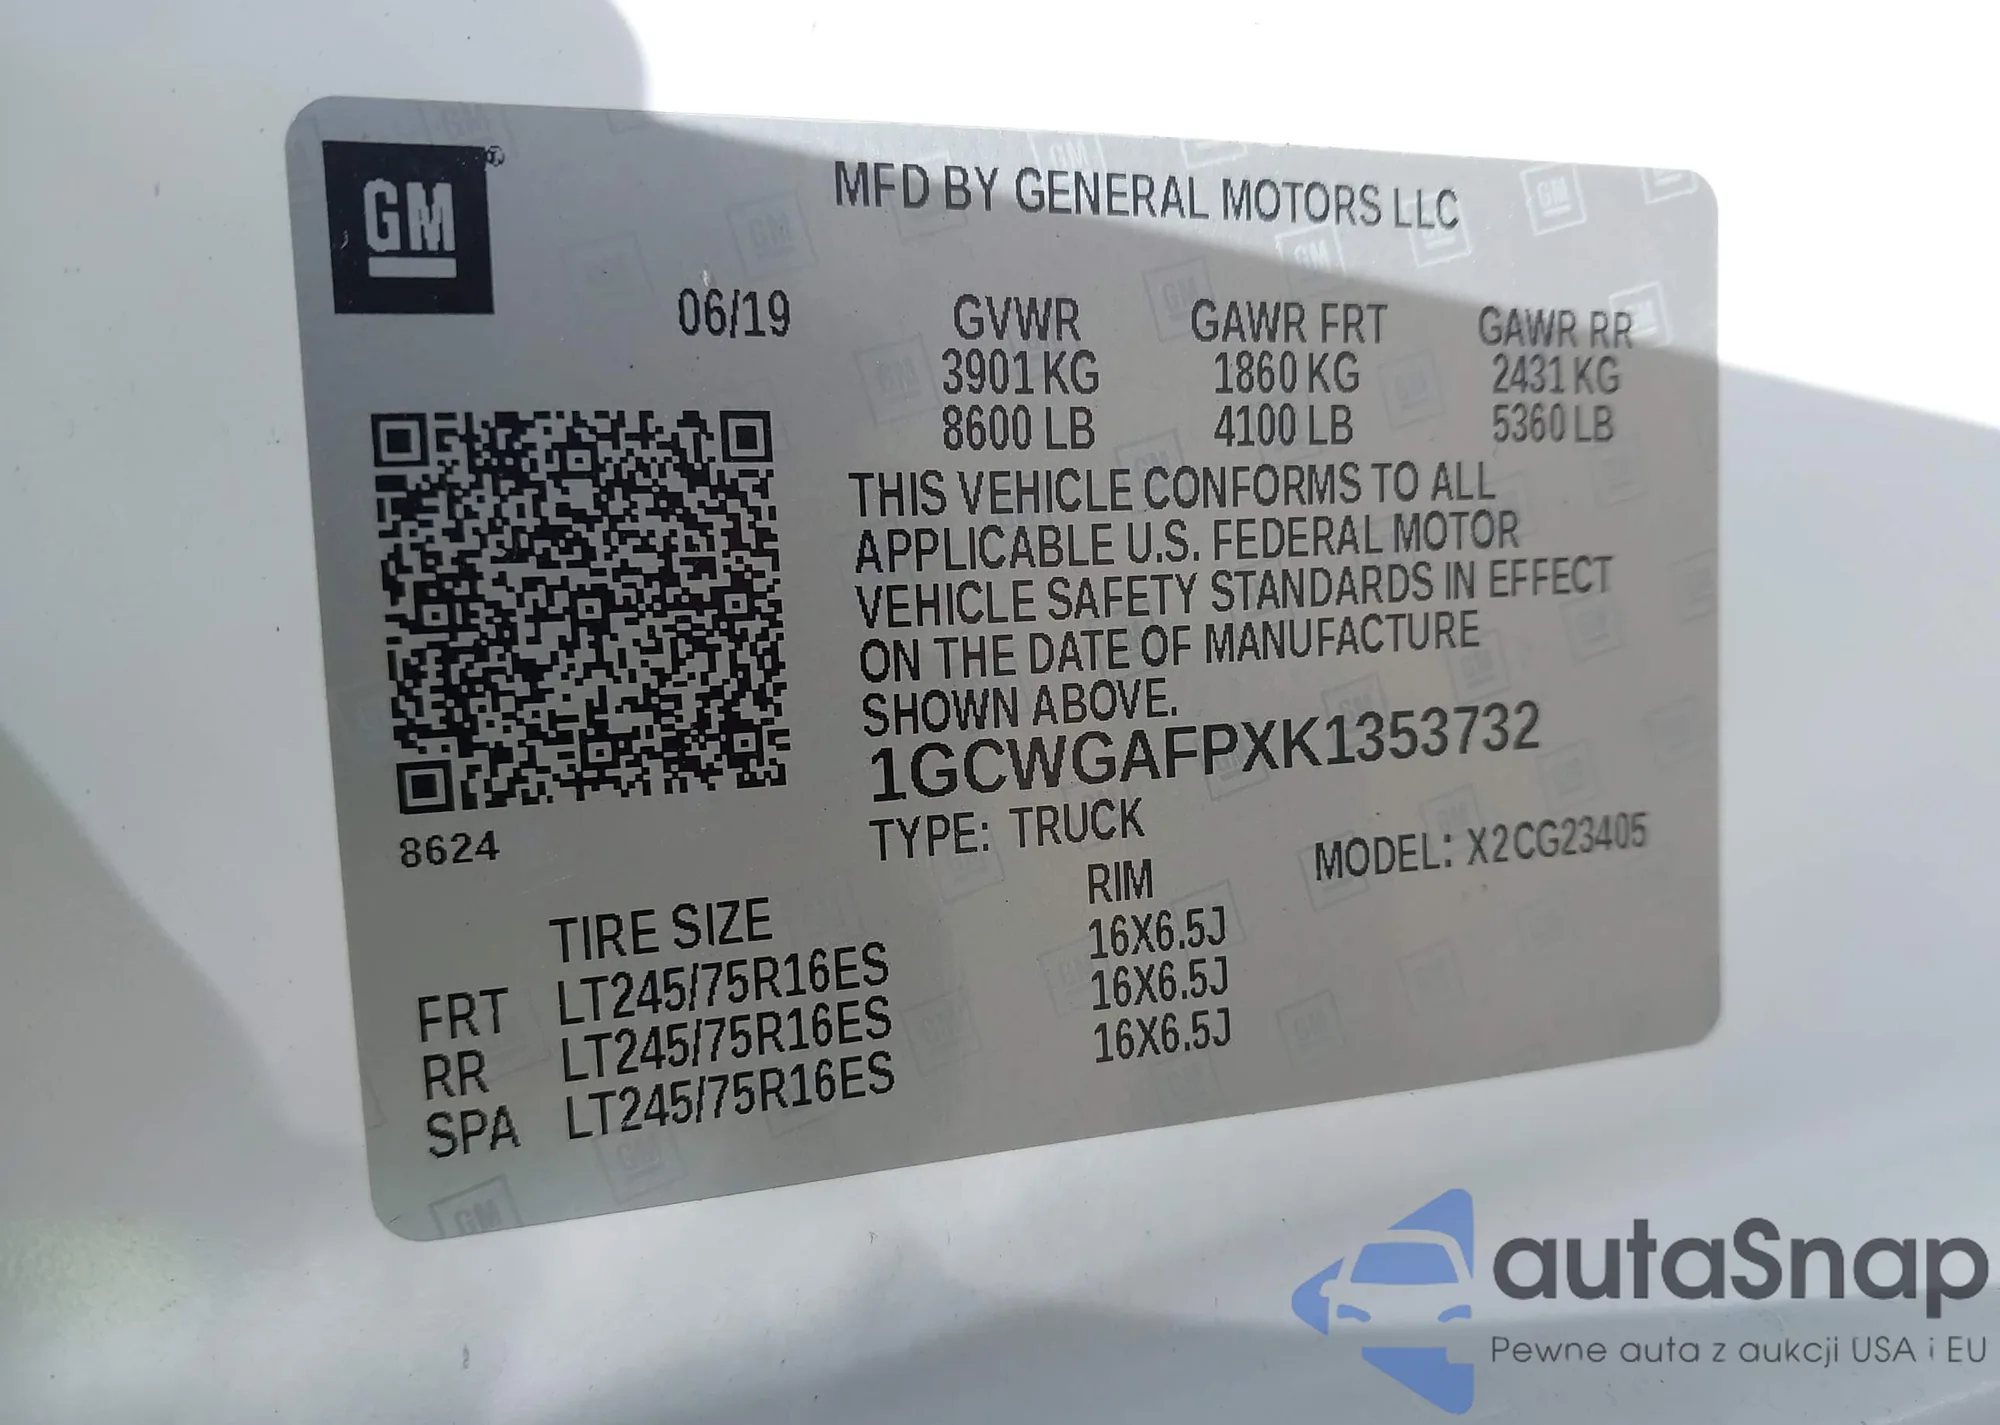 GM®
MFD BY GENERAL MOTORS LLC
06/19
GVWR GAWR FRT GAWR RR
3901 KG 1860 KG 2431 KG
8600 LB 4100 LB 5360 LB
THIS VEHICLE CONFORMS TO ALL
APPLICABLE U.S. FEDERAL MOTOR
VEHICLE SAFETY STANDARDS IN EFFECT
ON THE DATE OF MANUFACTURE
SHOWN ABOVE.
1GCWGAFPXK1353732
8624
TYPE: TRUCK MODEL: X2CG23405
TIRE SIZE RIM
FRT LT245/75R16ES 16X6.5J
RR LT245/75R16ES 16X6.5J
SPA LT245/75R16ES 16X6.5J
autaSnap
Pewne auta z aukcji USA i EU